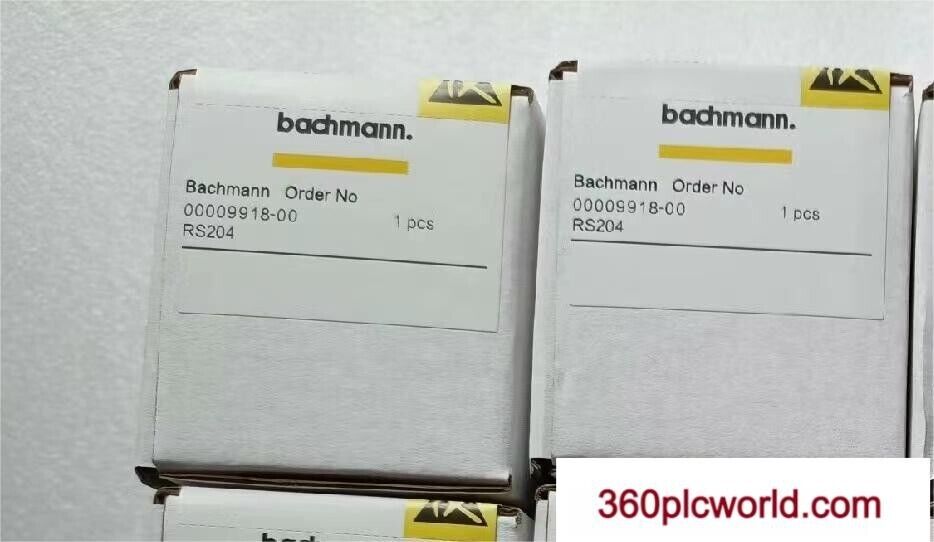 bachmann.
Bachmann Order No
00009918-00 1 pcs
RS204
bachmann.
Bachmann Order No
00009918-00 1 pcs
RS204
360plcworld.com